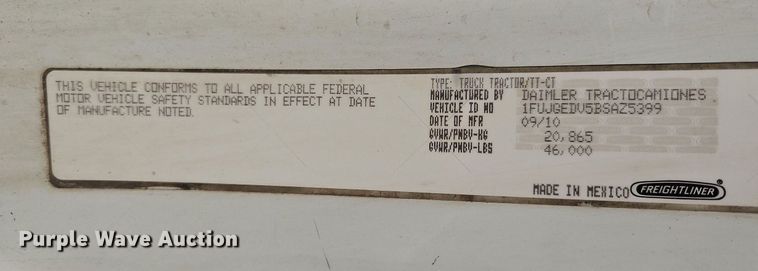 THIS VEHICLE CONFORMS TO ALL APPLICABLE FEDERAL
MOTOR VEHICLE SAFETY STANDARDS IN EFFECT AT DATE
OF MANUFACTURE NOTED.
TYPE: TRUCK TRACTOR/TT-CT
MANUFACTURED BY DAIMLER TRACTOCAMIONES
VEHICLE ID NO 1FUJGEDV5BSAZ5399
DATE OF MFR 09/10
GVWR/PNBV-KG 20,865
GVWR/PNBV-LBS 46,000
MADE IN MEXICO FREIGHTLINER
Purple Wave Auction